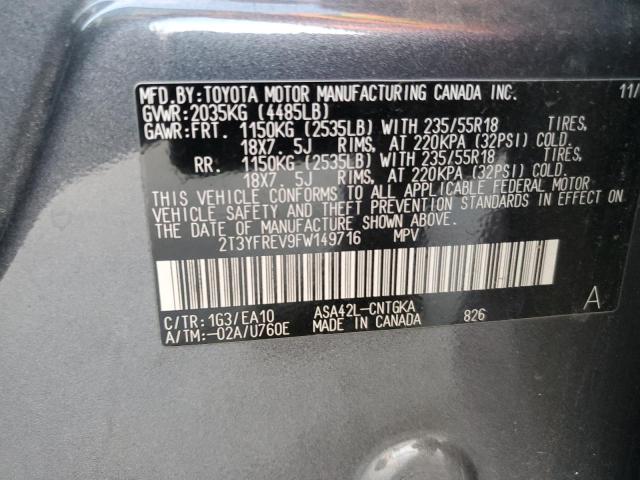 MFD.BY:TOYOTA MOTOR MANUFACTURING CANADA INC. 11/
GVWR:2035KG (4485LB)
GAWR:FRT. 1150KG (2535LB) WITH 235/55R18 TIRES,
18X7. 5J RIMS, AT 220KPA (32PSI) COLD.
RR. 1150KG (2535LB) WITH 235/55R18 TIRES,
18X7. 5J RIMS, AT 220KPA (32PSI) COLD.
THIS VEHICLE CONFORMS TO ALL APPLICABLE FEDERAL MOTOR
VEHICLE SAFETY AND THEFT PREVENTION STANDARDS IN EFFECT ON
THE DATE OF MANUFACTURE SHOWN ABOVE.
2T3YFREV9FW149716 MPV
A
C/TR:1G3/EA10 ASA42L-CNTGKA
A/TM:-02A/U760E MADE IN CANADA 826